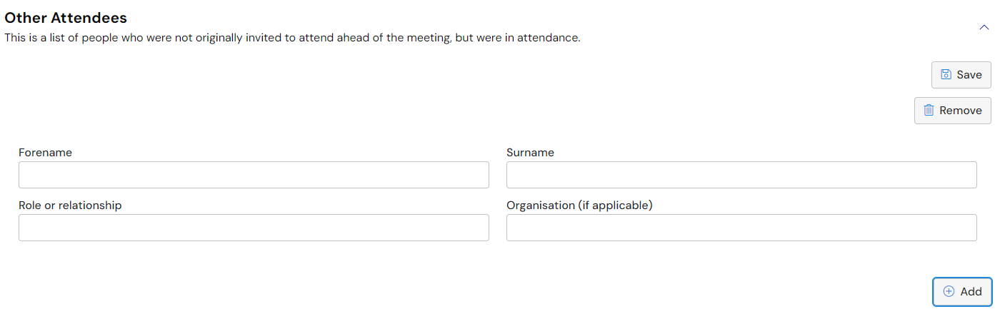 Other Attendees
This is a list of people who were not originally invited to attend ahead of the meeting, but were in attendance.
Save
Remove
Forename
Surname
Role or relationship
Organisation (if applicable)
Add